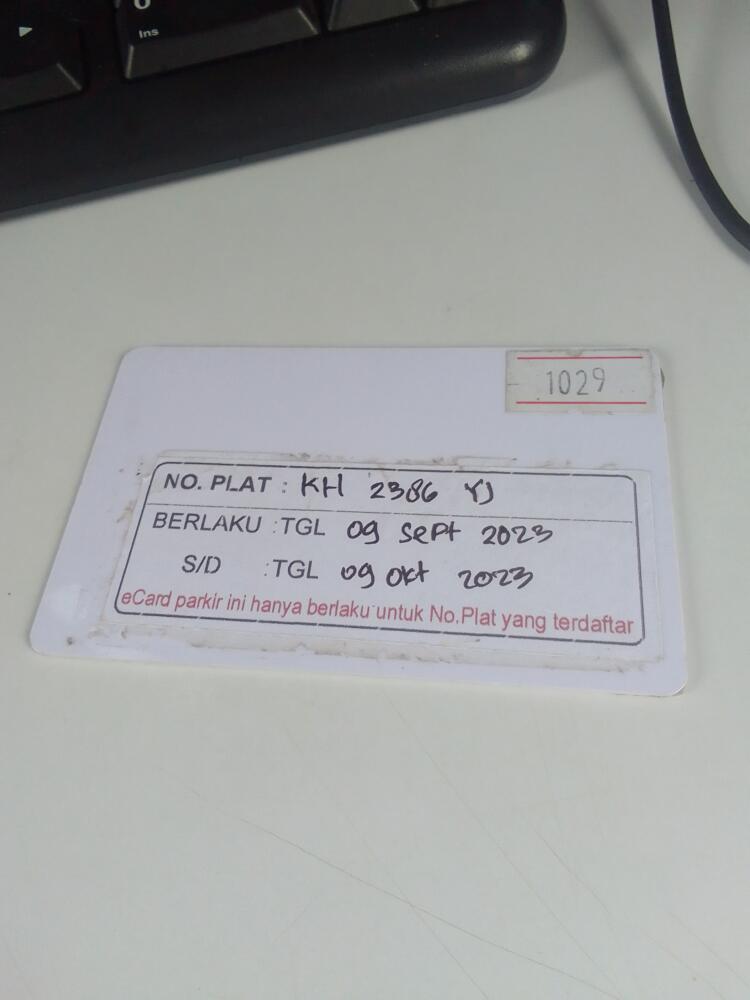 Ins
1029
NO. PLAT : KH 2386 YJ
BERLAKU : TGL 09 Sept 2023
S/D : TGL 09 Okt 2023
eCard parkir ini hanya berlaku untuk No.Plat yang terdaftar